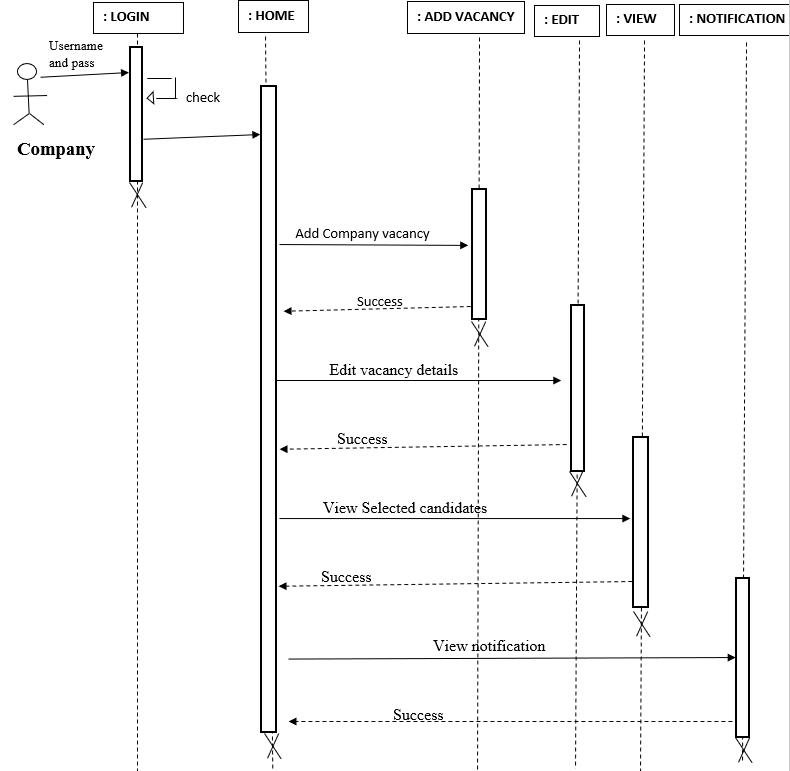 : LOGIN
: HOME
: ADD VACANCY
: EDIT
: VIEW
: NOTIFICATION
Username
and pass
check
Company
Add Company vacancy
Success
Edit vacancy details
Success
View Selected candidates
Success
View notification
Success